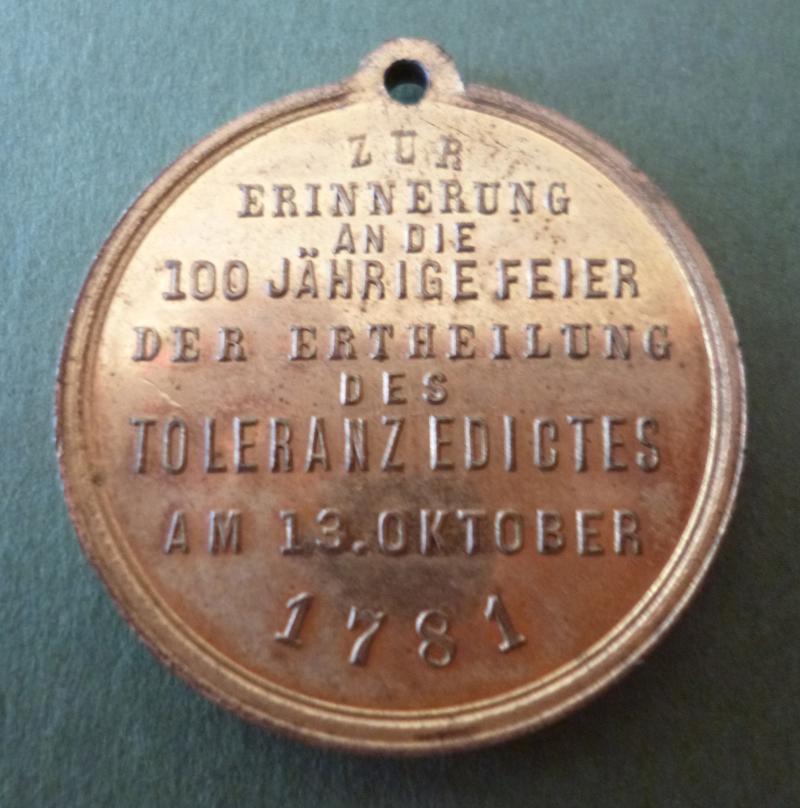 ZUR
ERINNERUNG
AN DIE
100 JÄHRIGE FEIER
DER ERTHEILUNG
DES
TOLERANZ EDICTES
AM 13. OKTOBER
1781